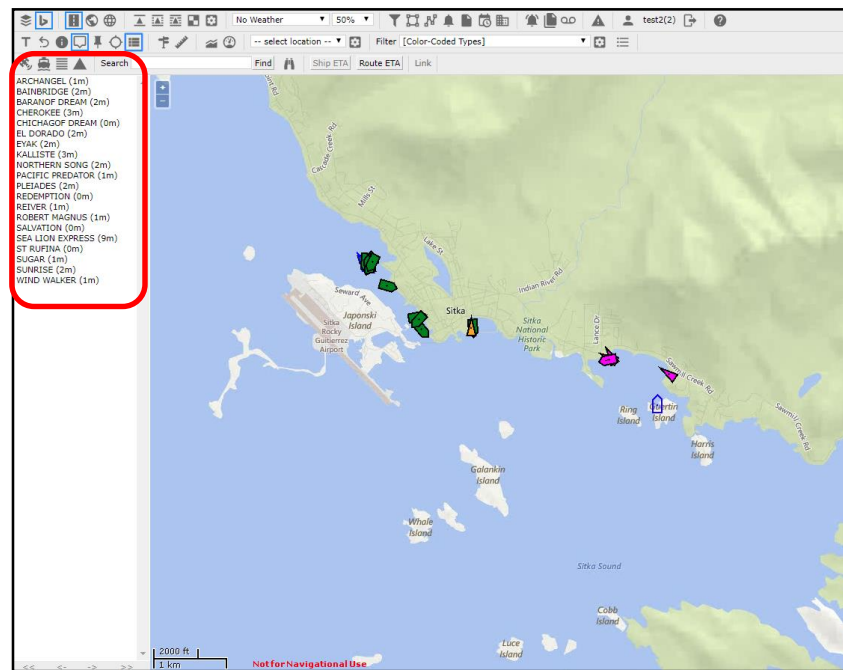 No Weather
50%
test2(2)
-- select location --
Filter
[Color-Coded Types]
Search
Find
Ship ETA
Route ETA
Link
ARCHANGEL (1m)
BAINBRIDGE (2m)
BARANOF DREAM (2m)
CHEROKEE (3m)
CHICHAGOF DREAM (0m)
EL DORADO (2m)
EYAK (2m)
KALLISTE (3m)
NORTHERN SONG (2m)
PACIFIC PREDATOR (1m)
PLEIADES (2m)
REDEMPTION (0m)
REIVER (1m)
ROBERT MAGNUS (1m)
SALVATION (0m)
SEA LION EXPRESS (9m)
ST RUFINA (0m)
SUGAR (1m)
SUNRISE (2m)
WIND WALKER (1m)
<< <- -> >>
+
−
Point Rd
Cascade Creek Rd
Mills St
Lake St
Indian River Rd
Seward Ave
Japonski
Island
Sitka
Rocky
Gutierrez
Airport
Sitka
Sitka
National
Historic
Park
Lance Dr
Sawmill Creek Rd
Sawmill Creek Rd
Ring
Island
Island
Harris
Island
Galankin
Island
Whale
Island
Sitka Sound
Cobb
Island
Luce
Island
2000 ft
1 km
Not for Navigational Use